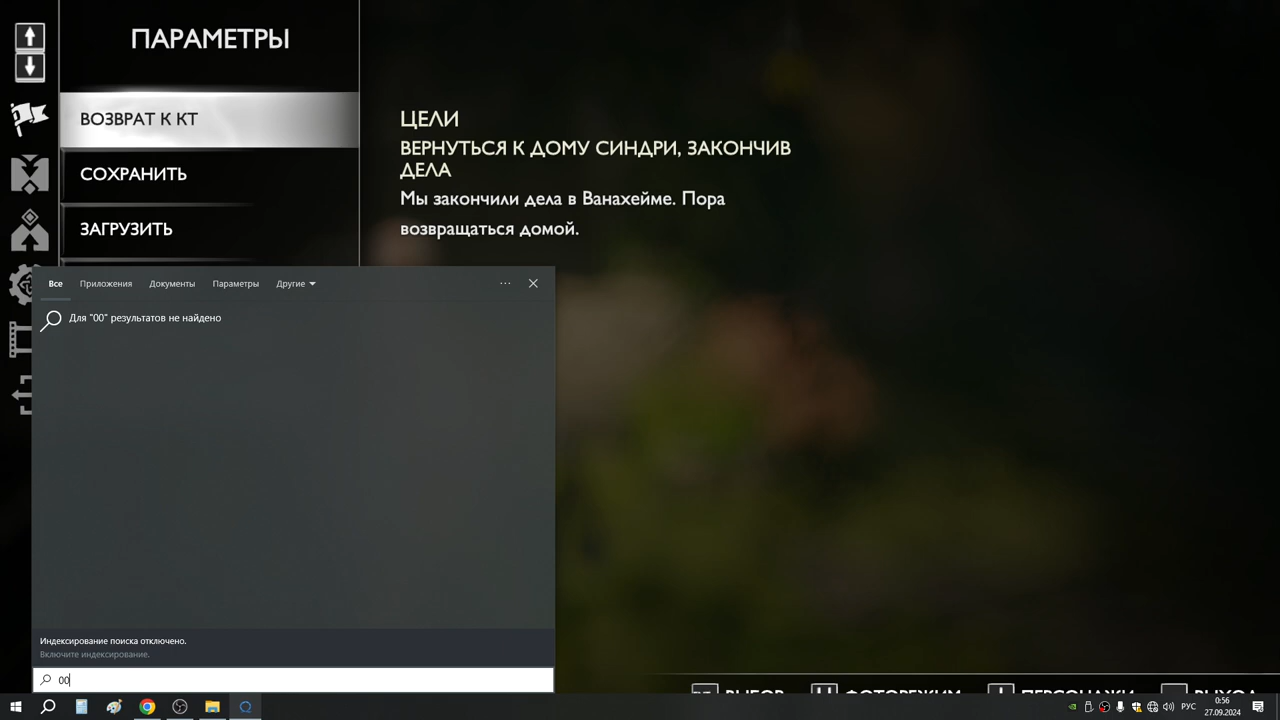 ПАРАМЕТРЫ
ВОЗВРАТ К КТ
СОХРАНИТЬ
ЗАГРУЗИТЬ
ЦЕЛИ
ВЕРНУТЬСЯ К ДОМУ СИНДРИ, ЗАКОНЧИВ
ДЕЛА
Мы закончили дела в Ванахейме. Пора
возвращаться домой.
Все Приложения Документы Параметры Другие
Для "00" результатов не найдено
Индексирование поиска отключено.
Включите индексирование.
00
ВЫБОР ФОТОРЕЖИМ ПЕРСОНАЖИ ВЫХОД
РУС
0:56
27.09.2024